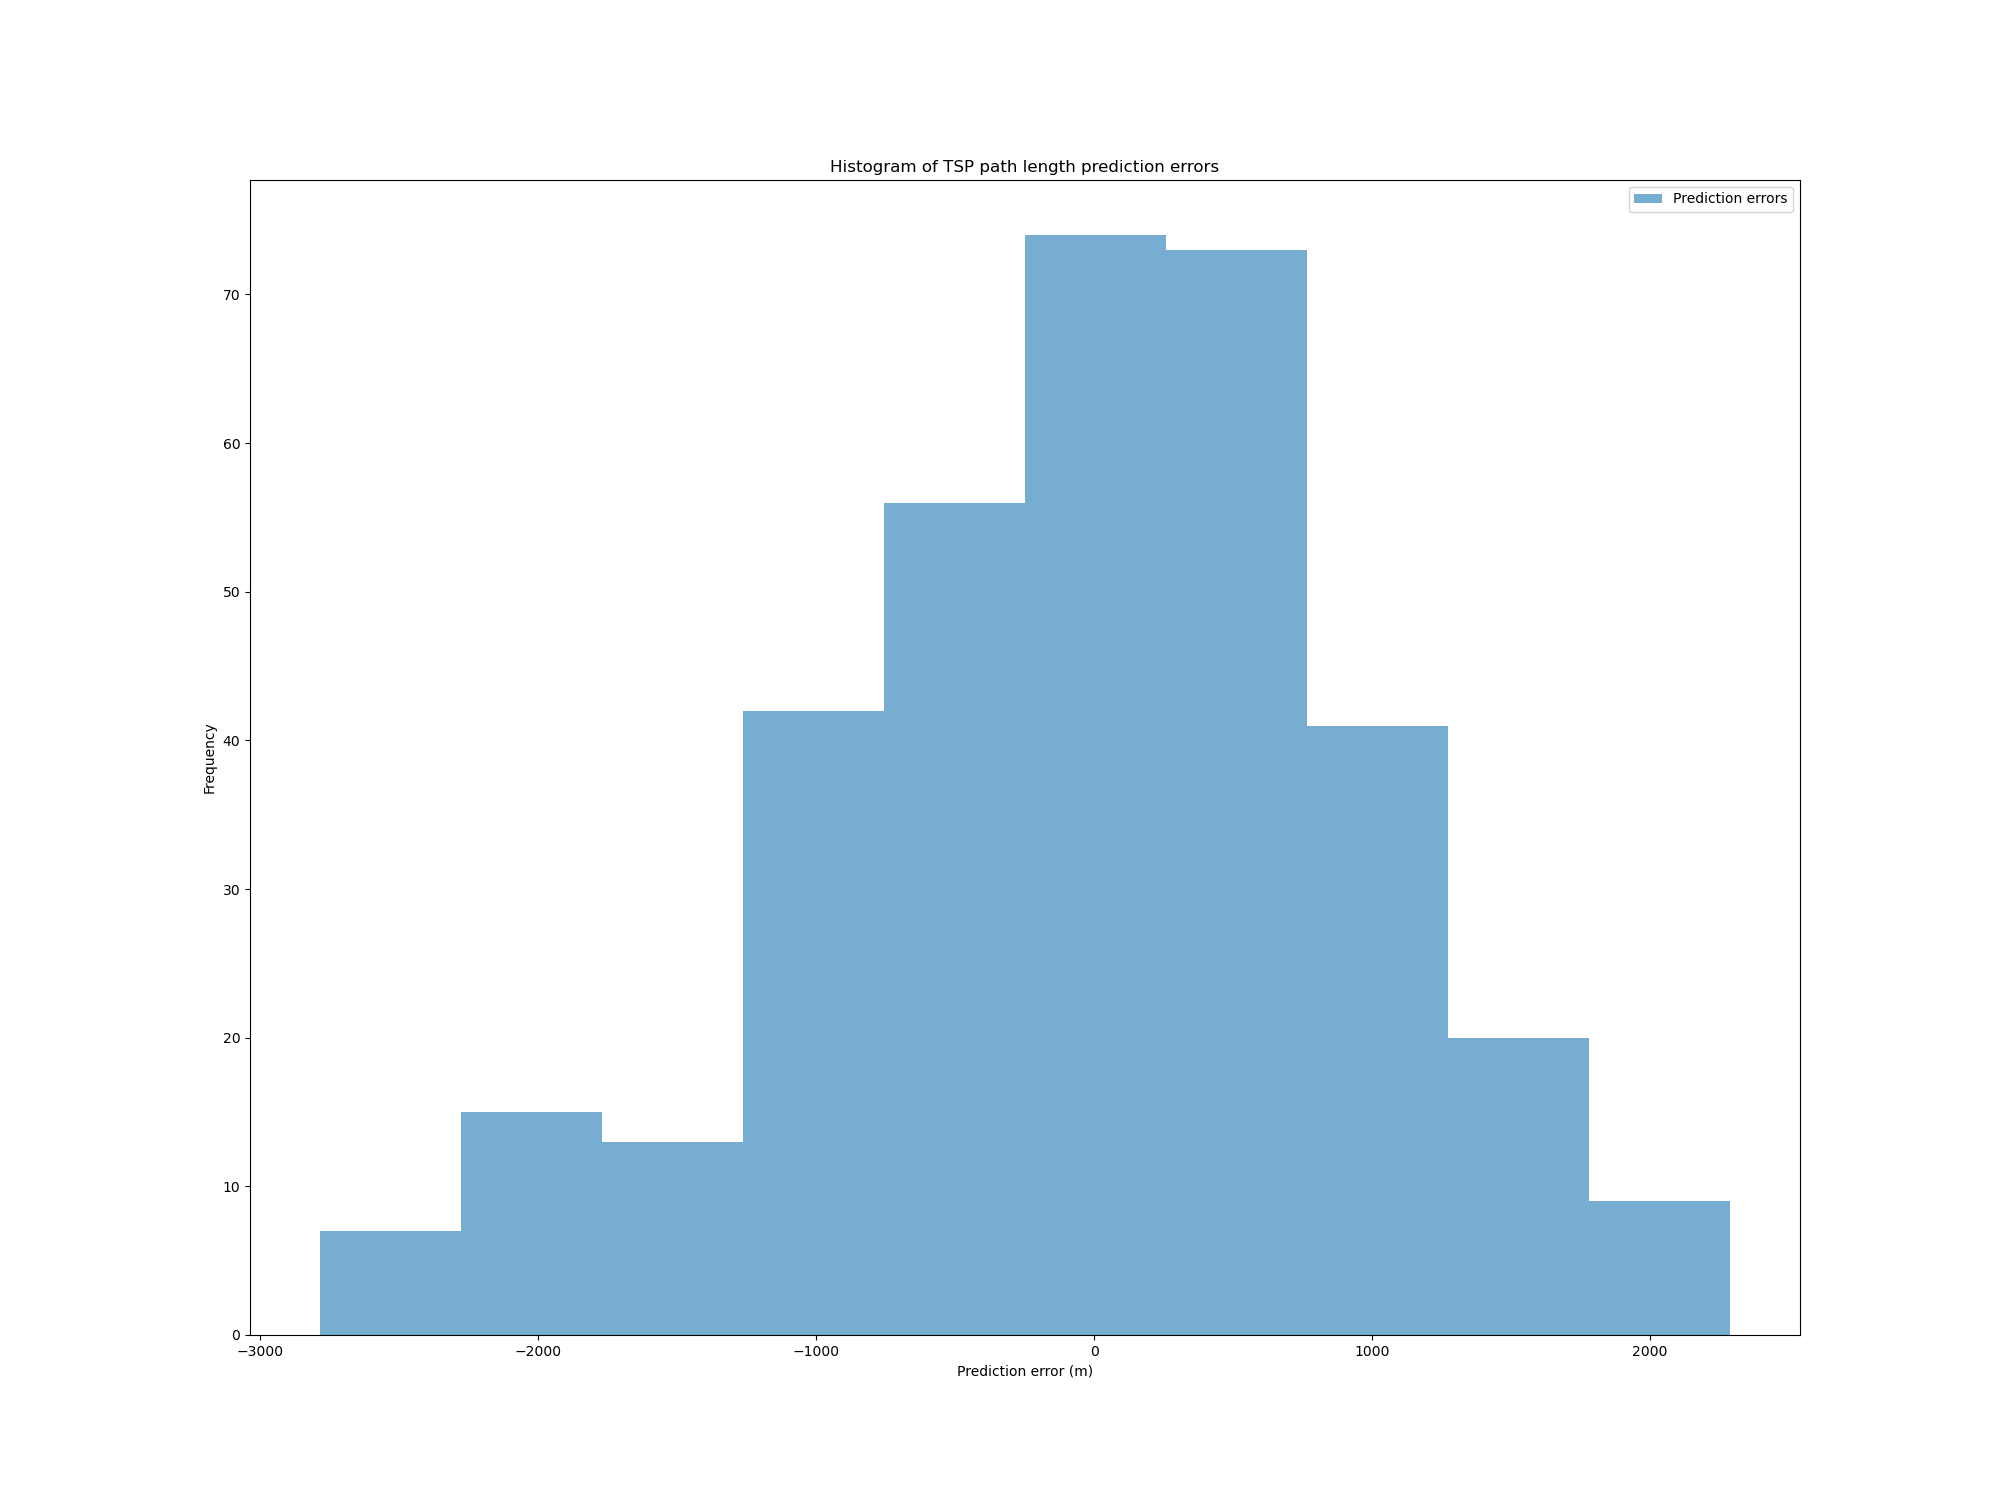 Histogram of TSP path length prediction errors
Prediction errors
70
60
50
40
30
20
10
0
Frequency
−3000 −2000 −1000 0 1000 2000
Prediction error (m)